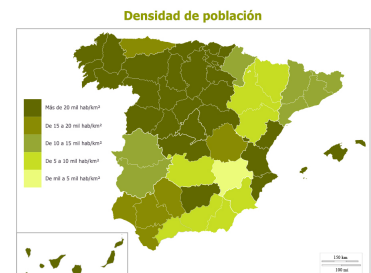 Densidad de población
Más de 20 mil hab/km²
De 15 a 20 mil hab/km²
De 10 a 15 mil hab/km²
De 5 a 10 mil hab/km²
De m0 a 5 mil hab/km²
150 km
100 mi